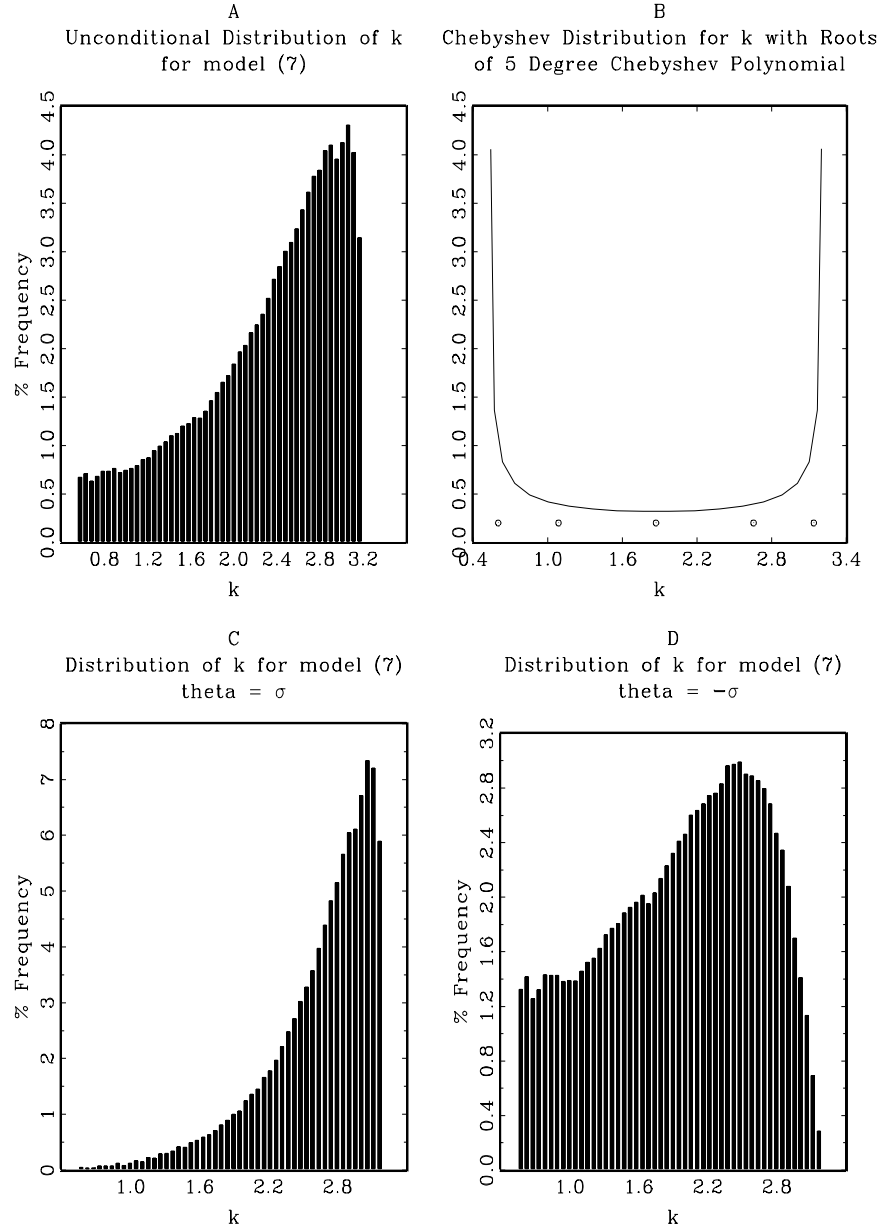 A
Unconditional Distribution of k
for model (7)
4.5
4.0
3.5
3.0
2.5
2.0
1.5
1.0
0.5
0.0
% Frequency
0.8 1.2 1.6 2.0 2.4 2.8 3.2
k
B
Chebyshev Distribution for k with Roots
of 5 Degree Chebyshev Polynomial
4.5
4.0
3.5
3.0
2.5
2.0
1.5
1.0
0.5
0.0
0.4 1.0 1.6 2.2 2.8 3.4
k
C
Distribution of k for model (7)
theta = σ
8
7
6
5
4
3
2
1
0
% Frequency
1.0 1.6 2.2 2.8
k
D
Distribution of k for model (7)
theta = −σ
3.2
2.8
2.4
2.0
1.6
1.2
0.8
0.4
0.0
% Frequency
1.0 1.6 2.2 2.8
k